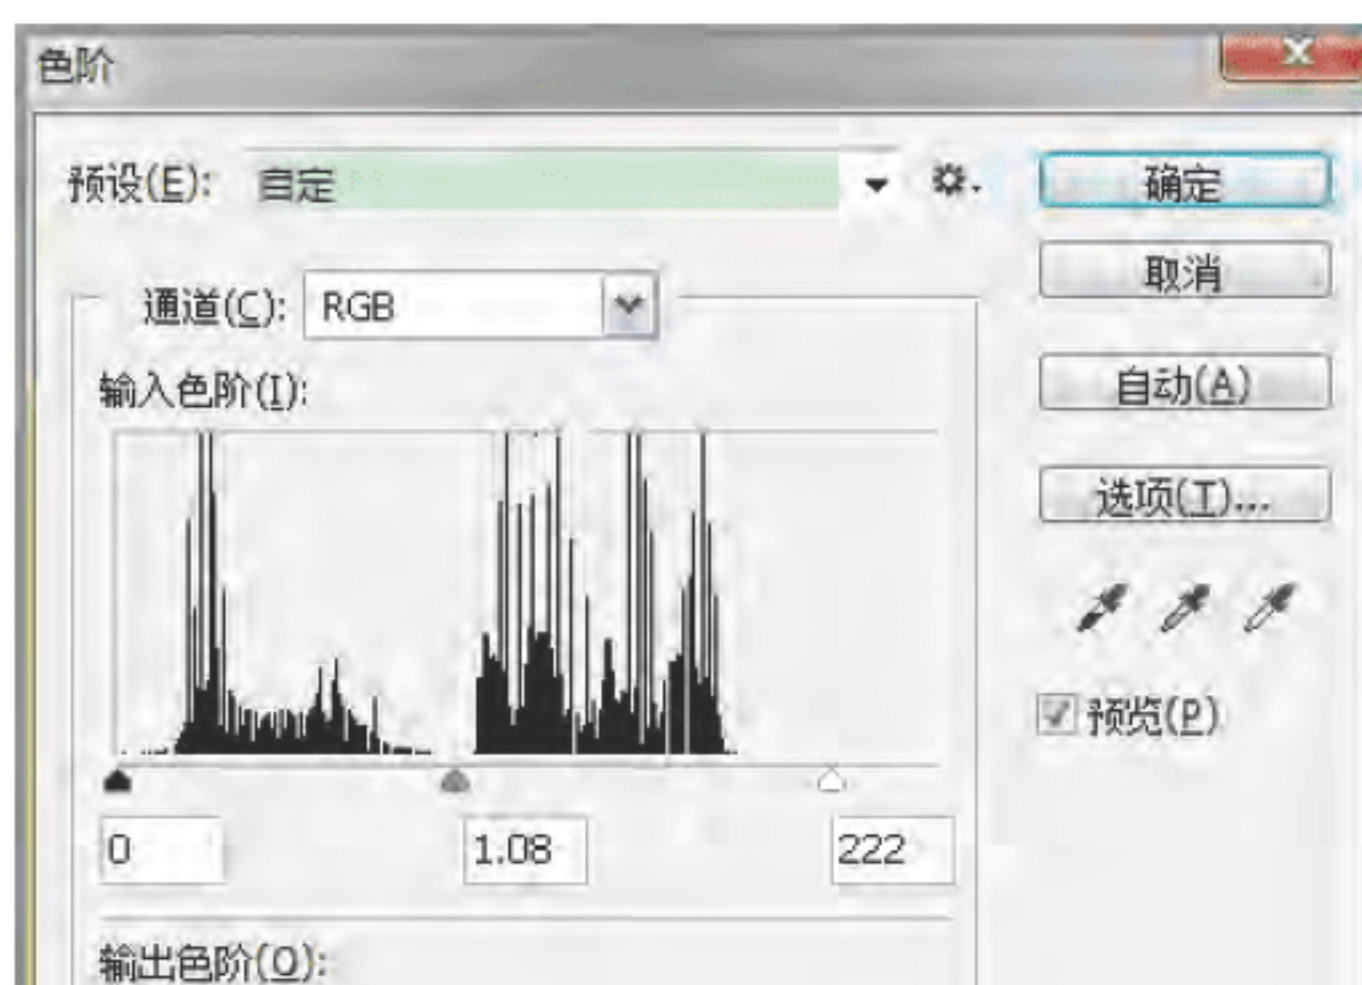 色阶
预设(E): 自定
确定
取消
通道(C): RGB
自动(A)
输入色阶(I):
选项(T)...
预览(P)
0 1.08 222
输出色阶(O):